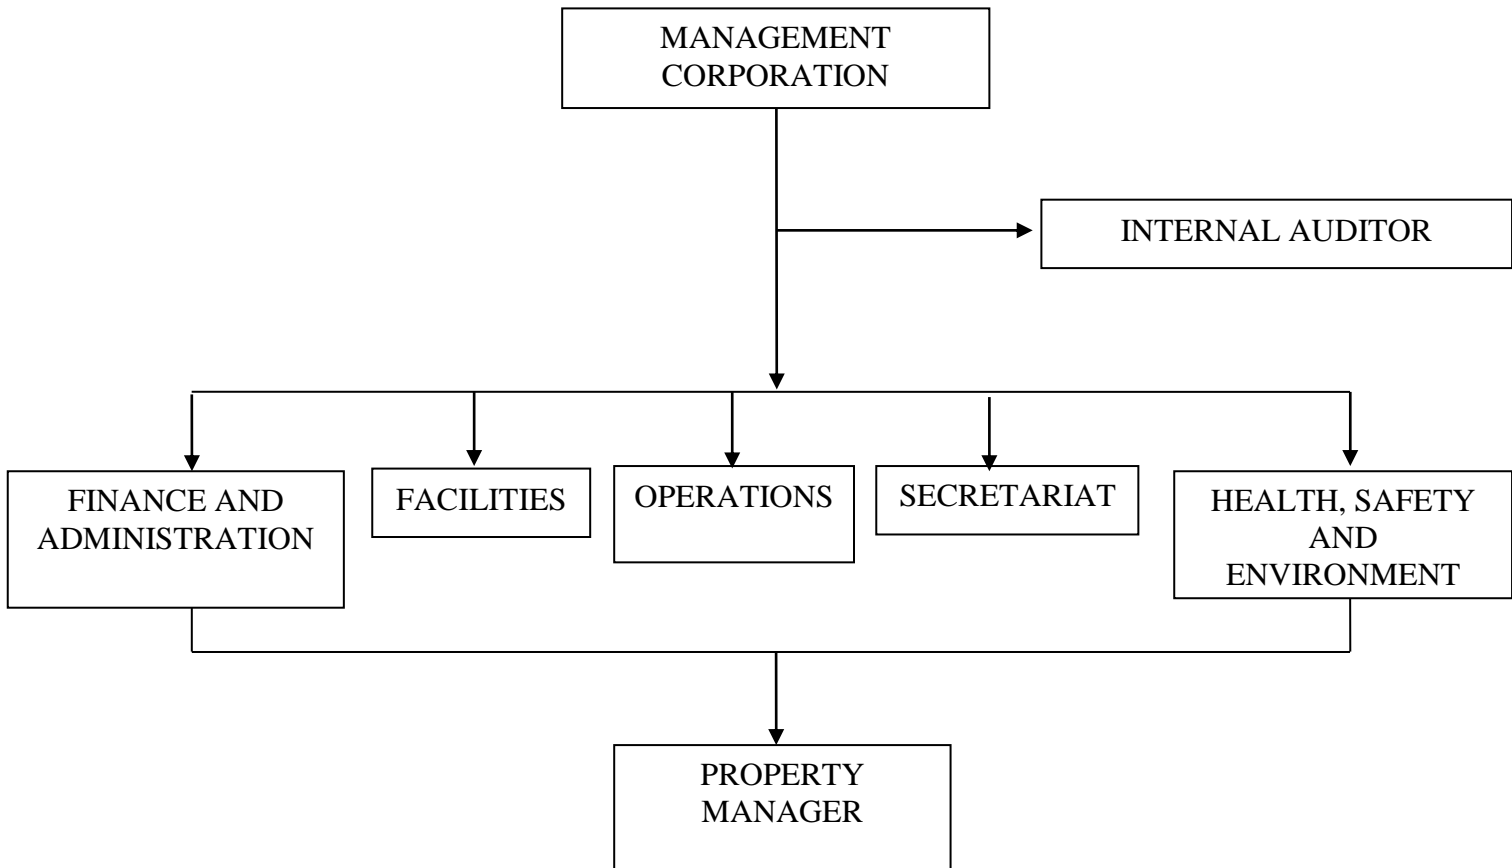 MANAGEMENT
CORPORATION
INTERNAL AUDITOR
FINANCE AND
ADMINISTRATION
FACILITIES
OPERATIONS
SECRETARIAT
HEALTH, SAFETY
AND
ENVIRONMENT
PROPERTY
MANAGER